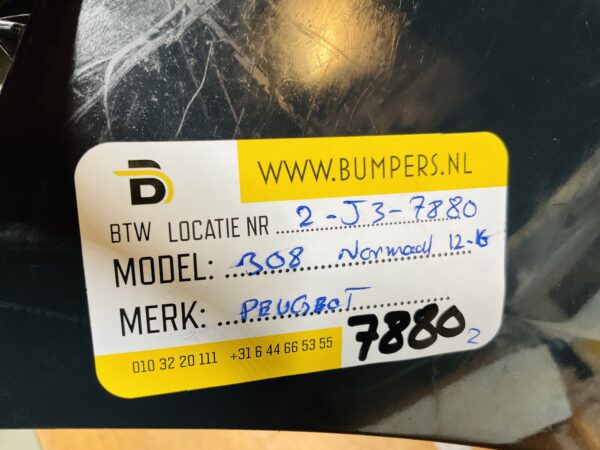 B
WWW.BUMPERS.NL
BTW LOCATIE NR 2-J3-7880
MODEL: 308 Normaal 12-16
MERK: PEUGEOT
7880 2
010 32 20 111 +31 6 44 66 53 55